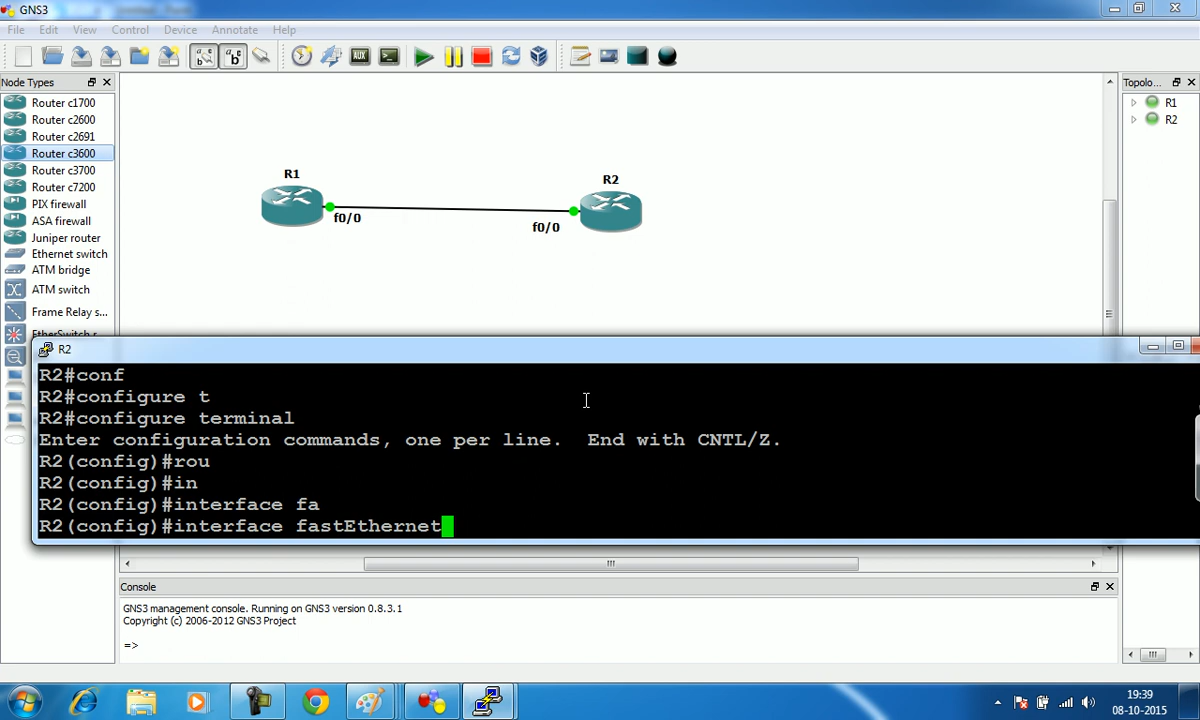 GNS3
File Edit View Control Device Annotate Help
AUX
Node Types
Router c1700
Router c2600
Router c2691
Router c3600
Router c3700
Router c7200
PIX firewall
ASA firewall
Juniper router
Ethernet switch
ATM bridge
ATM switch
Frame Relay s...
EtherSwitch r
R1
R2
f0/0
f0/0
Topolo...
R1
R2
R2
R2#conf
R2#configure t
R2#configure terminal
Enter configuration commands, one per line.  End with CNTL/Z.
R2(config)#rou
R2(config)#in
R2(config)#interface fa
R2(config)#interface fastEthernet
Console
GNS3 management console. Running on GNS3 version 0.8.3.1
Copyright (c) 2006-2012 GNS3 Project
=>
19:39
08-10-2015